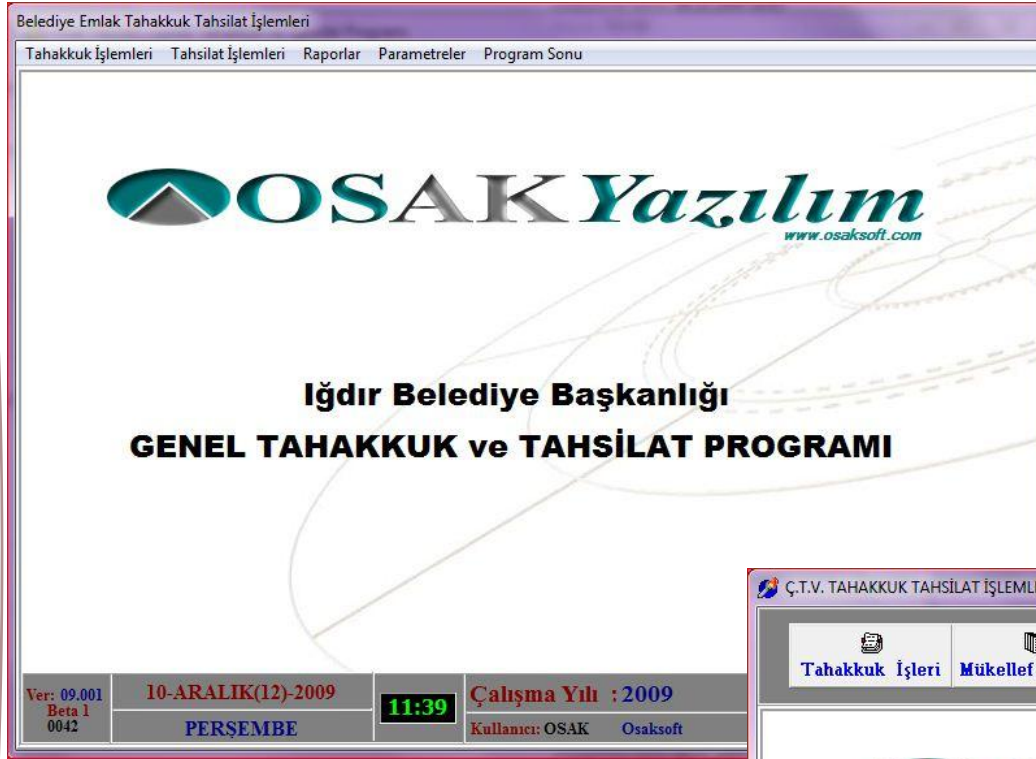 Belediye Emlak Tahakkuk Tahsilat İşlemleri
Tahakkuk İşlemleri Tahsilat İşlemleri Raporlar Parametreler Program Sonu
OSAK Yazılım
www.osaksoft.com
Iğdır Belediye Başkanlığı
GENEL TAHAKKUK ve TAHSİLAT PROGRAMI
Ver: 09.001
Beta 1
0042
10-ARALIK(12)-2009
PERŞEMBE
11:39
Çalışma Yılı : 2009
Kullanıcı: OSAK Osaksoft
Ç.T.V. TAHAKKUK TAHSİLAT İŞLEML
Tahakkuk İşleri Mükellef